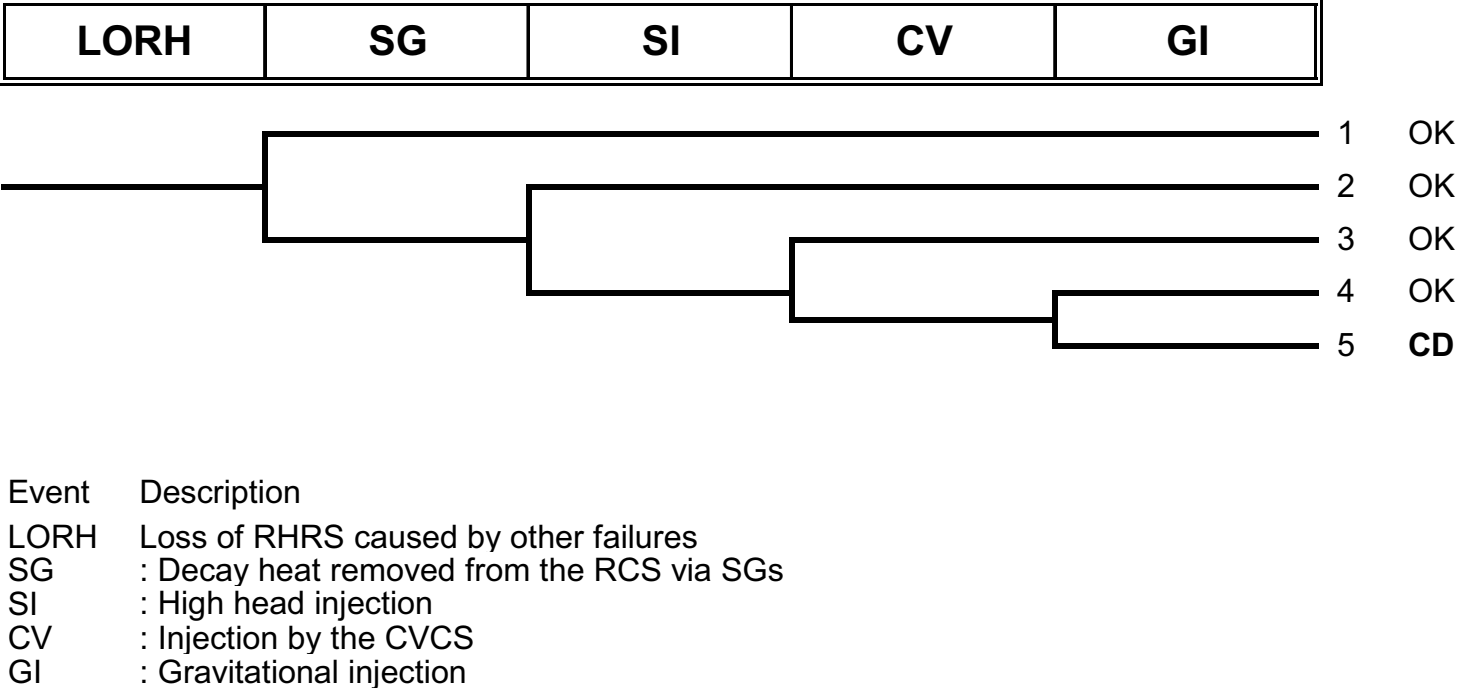 LORH SG SI CV GI
1 OK
2 OK
3 OK
4 OK
5 CD
Event Description
LORH Loss of RHRS caused by other failures
SG : Decay heat removed from the RCS via SGs
SI : High head injection
CV : Injection by the CVCS
GI : Gravitational injection